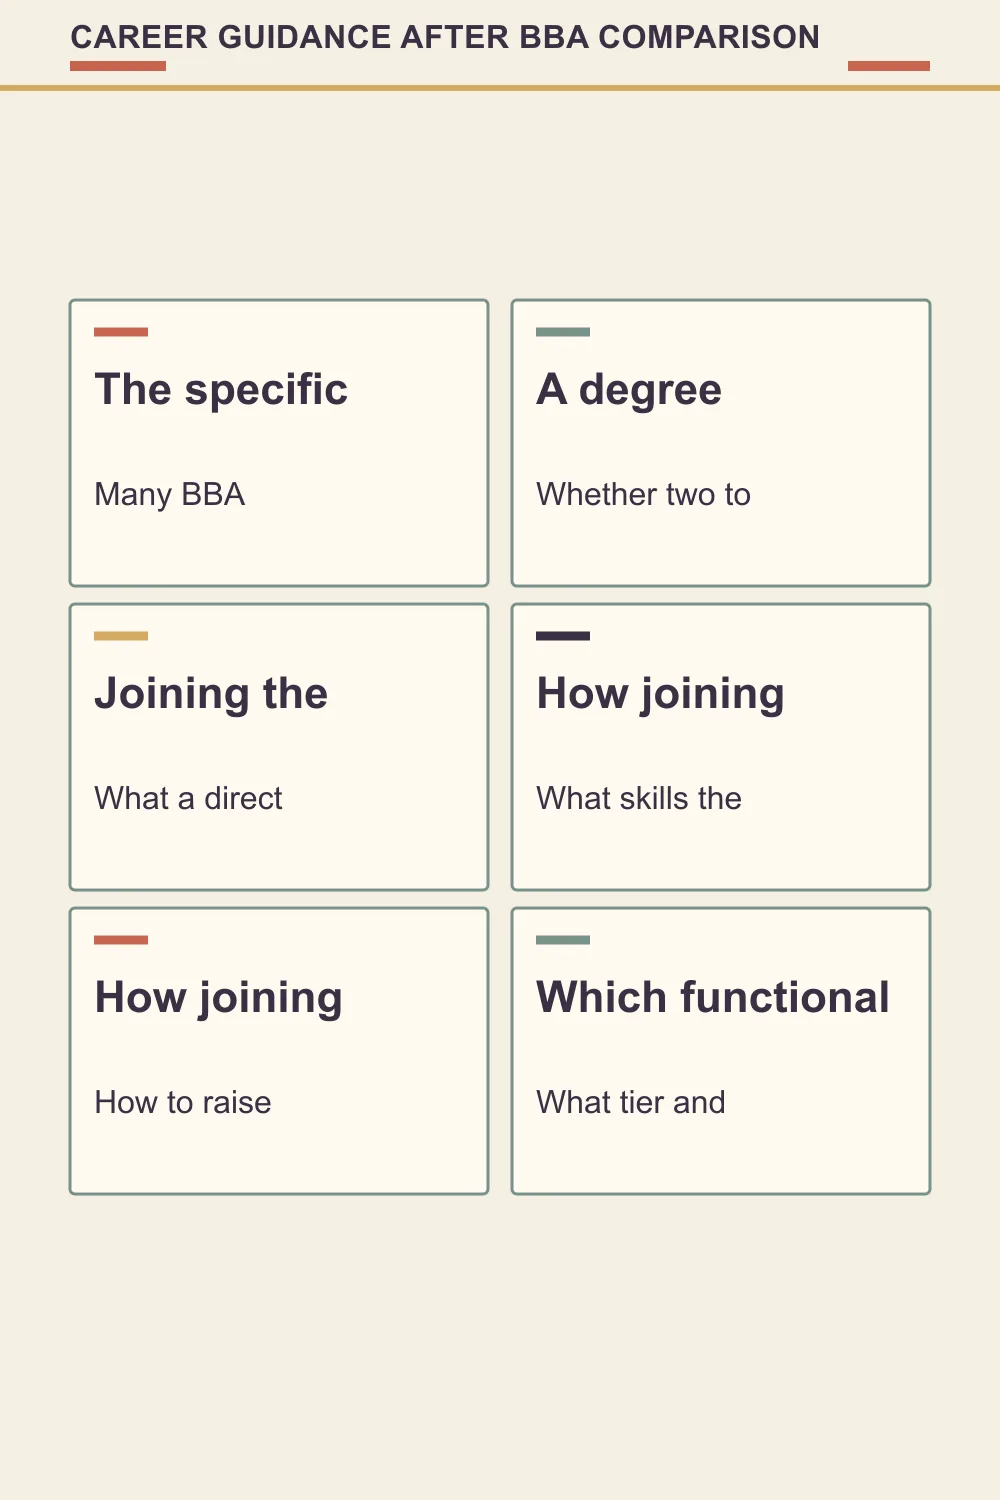 CAREER GUIDANCE AFTER BBA COMPARISON
The specific
Many BBA
A degree
Whether two to
Joining the
What a direct
How joining
What skills the
How joining
How to raise
Which functional
What tier and